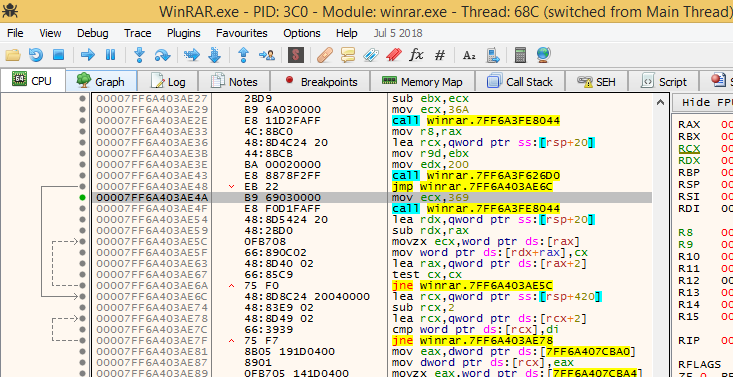 WinRAR.exe - PID: 3C0 - Module: winrar.exe - Thread: 68C (switched from Main Thread)
File View Debug Trace Plugins Favourites Options Help Jul 5 2018
CPU Graph Log Notes Breakpoints Memory Map Call Stack SEH Script
00007FF6A403AE27 2BD9 sub ebx,ecx
00007FF6A403AE29 B9 6A030000 mov ecx,36A
00007FF6A403AE2E E8 11D2FAFF call winrar.7FF6A3FE8044
00007FF6A403AE33 4C:8BC0 mov r8,rax
00007FF6A403AE36 48:8D4C24 20 lea rcx,qword ptr ss:[rsp+20]
00007FF6A403AE3B 44:8BCB mov r9d,ebx
00007FF6A403AE3E BA 00020000 mov edx,200
00007FF6A403AE43 E8 8878F2FF call winrar.7FF6A3F626D0
00007FF6A403AE48 EB 22 jmp winrar.7FF6A403AE6C
00007FF6A403AE4A B9 69030000 mov ecx,369
00007FF6A403AE4F E8 F0D1FAFF call winrar.7FF6A3FE8044
00007FF6A403AE54 48:8D5424 20 lea rdx,qword ptr ss:[rsp+20]
00007FF6A403AE59 48:2BD0 sub rdx,rax
00007FF6A403AE5C 0FB708 movzx ecx,word ptr ds:[rax]
00007FF6A403AE5F 66:890C02 mov word ptr ds:[rdx+rax],cx
00007FF6A403AE63 48:8D40 02 lea rax,qword ptr ds:[rax+2]
00007FF6A403AE67 66:85C9 test cx,cx
00007FF6A403AE6A 75 F0 jne winrar.7FF6A403AE5C
00007FF6A403AE6C 48:8D8C24 20040000 lea rcx,qword ptr ss:[rsp+420]
00007FF6A403AE74 48:83E9 02 sub rcx,2
00007FF6A403AE78 48:8D49 02 lea rcx,qword ptr ds:[rcx+2]
00007FF6A403AE7C 66:3939 cmp word ptr ds:[rcx],di
00007FF6A403AE7F 75 F7 jne winrar.7FF6A403AE78
00007FF6A403AE81 8B05 191D0400 mov eax,dword ptr ds:[7FF6A407CBA0]
00007FF6A403AE87 8901 mov dword ptr ds:[rcx],eax
00007FF6A403AE89 0FB705 141D0400 movzx eax,word ptr ds:[7FF6A407CBA4]
Hide FPU
RAX 00
RBX 00
RCX 00
RDX 00
RBP 00
RSP 00
RSI 00
RDI 00
R8 00
R9 00
R10 00
R11 00
R12 00
R13 00
R14 00
R15 00
RIP 00
RFLAGS